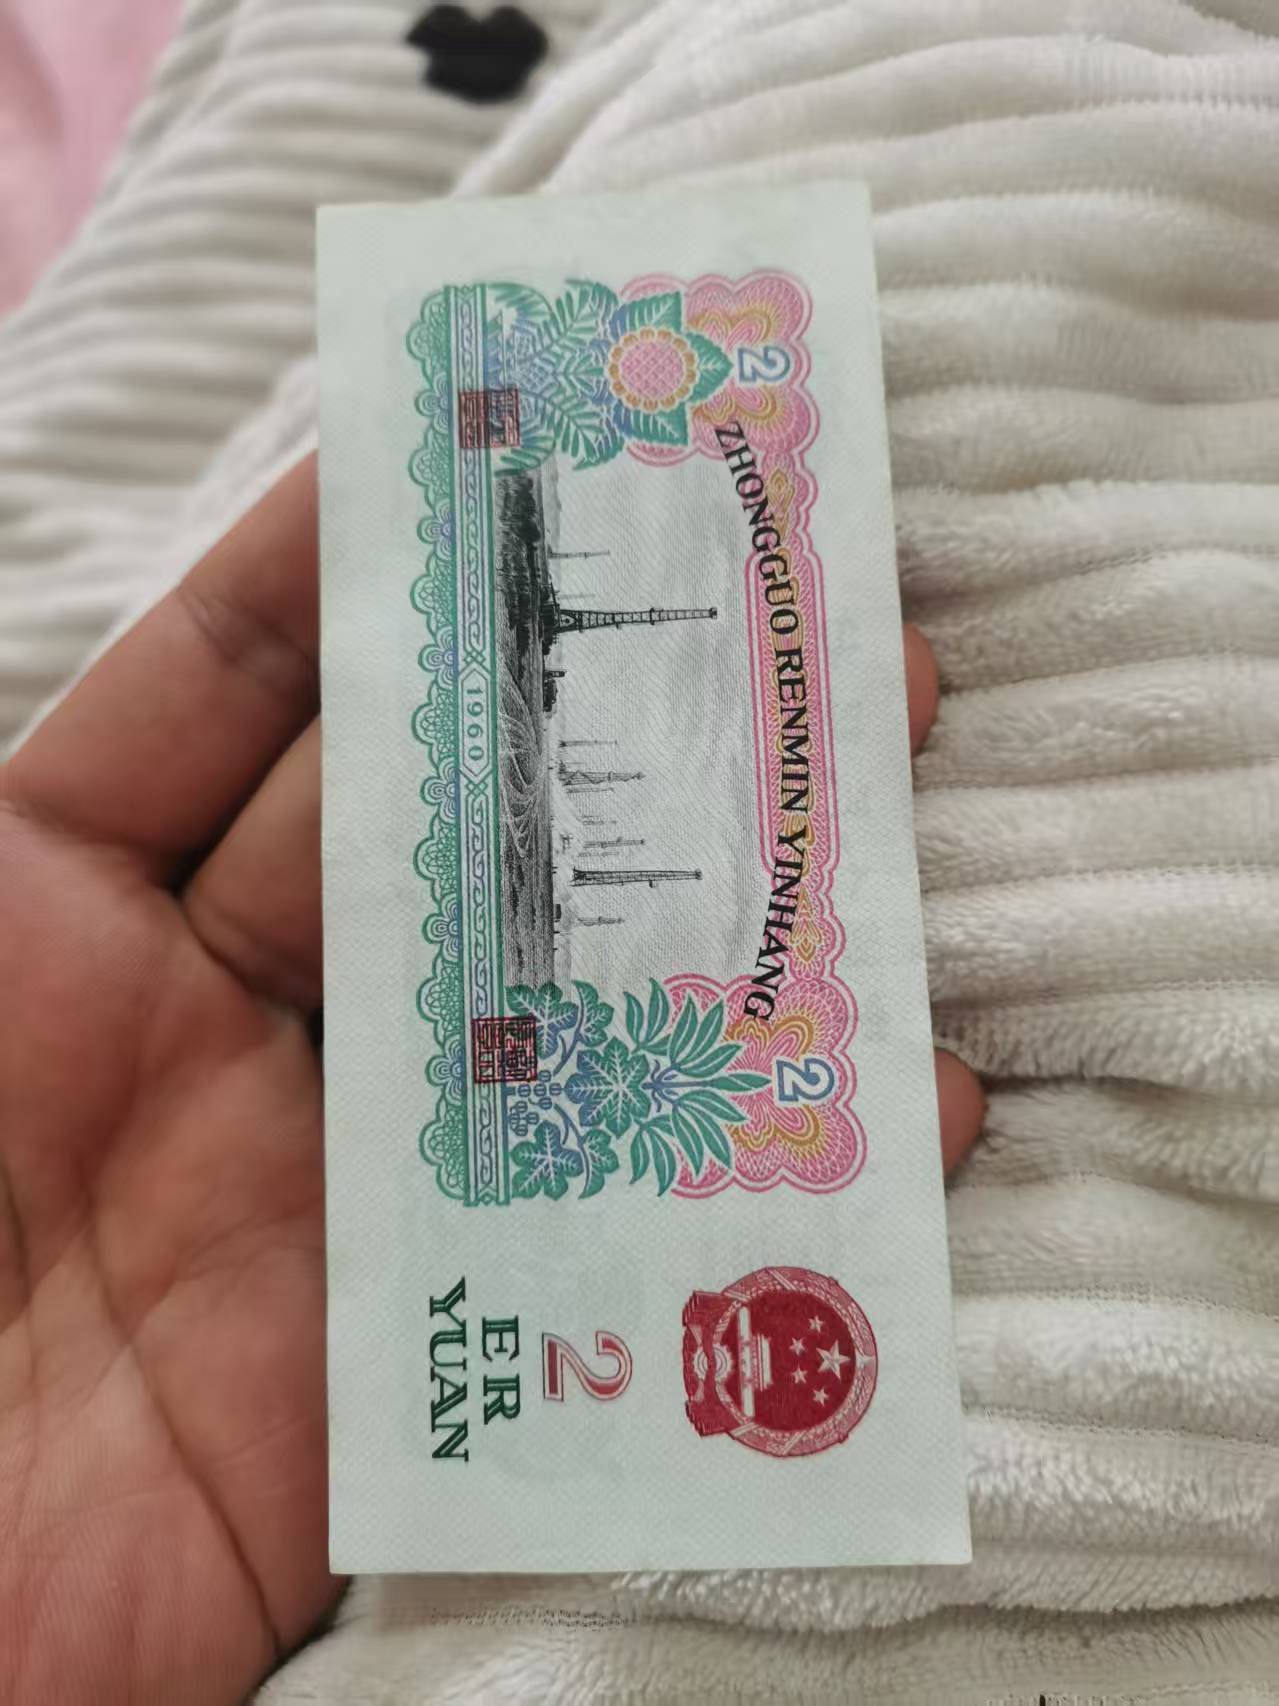 ZHONGGUO RENMIN YINHANG
2
2
1960
2
ER
YUAN